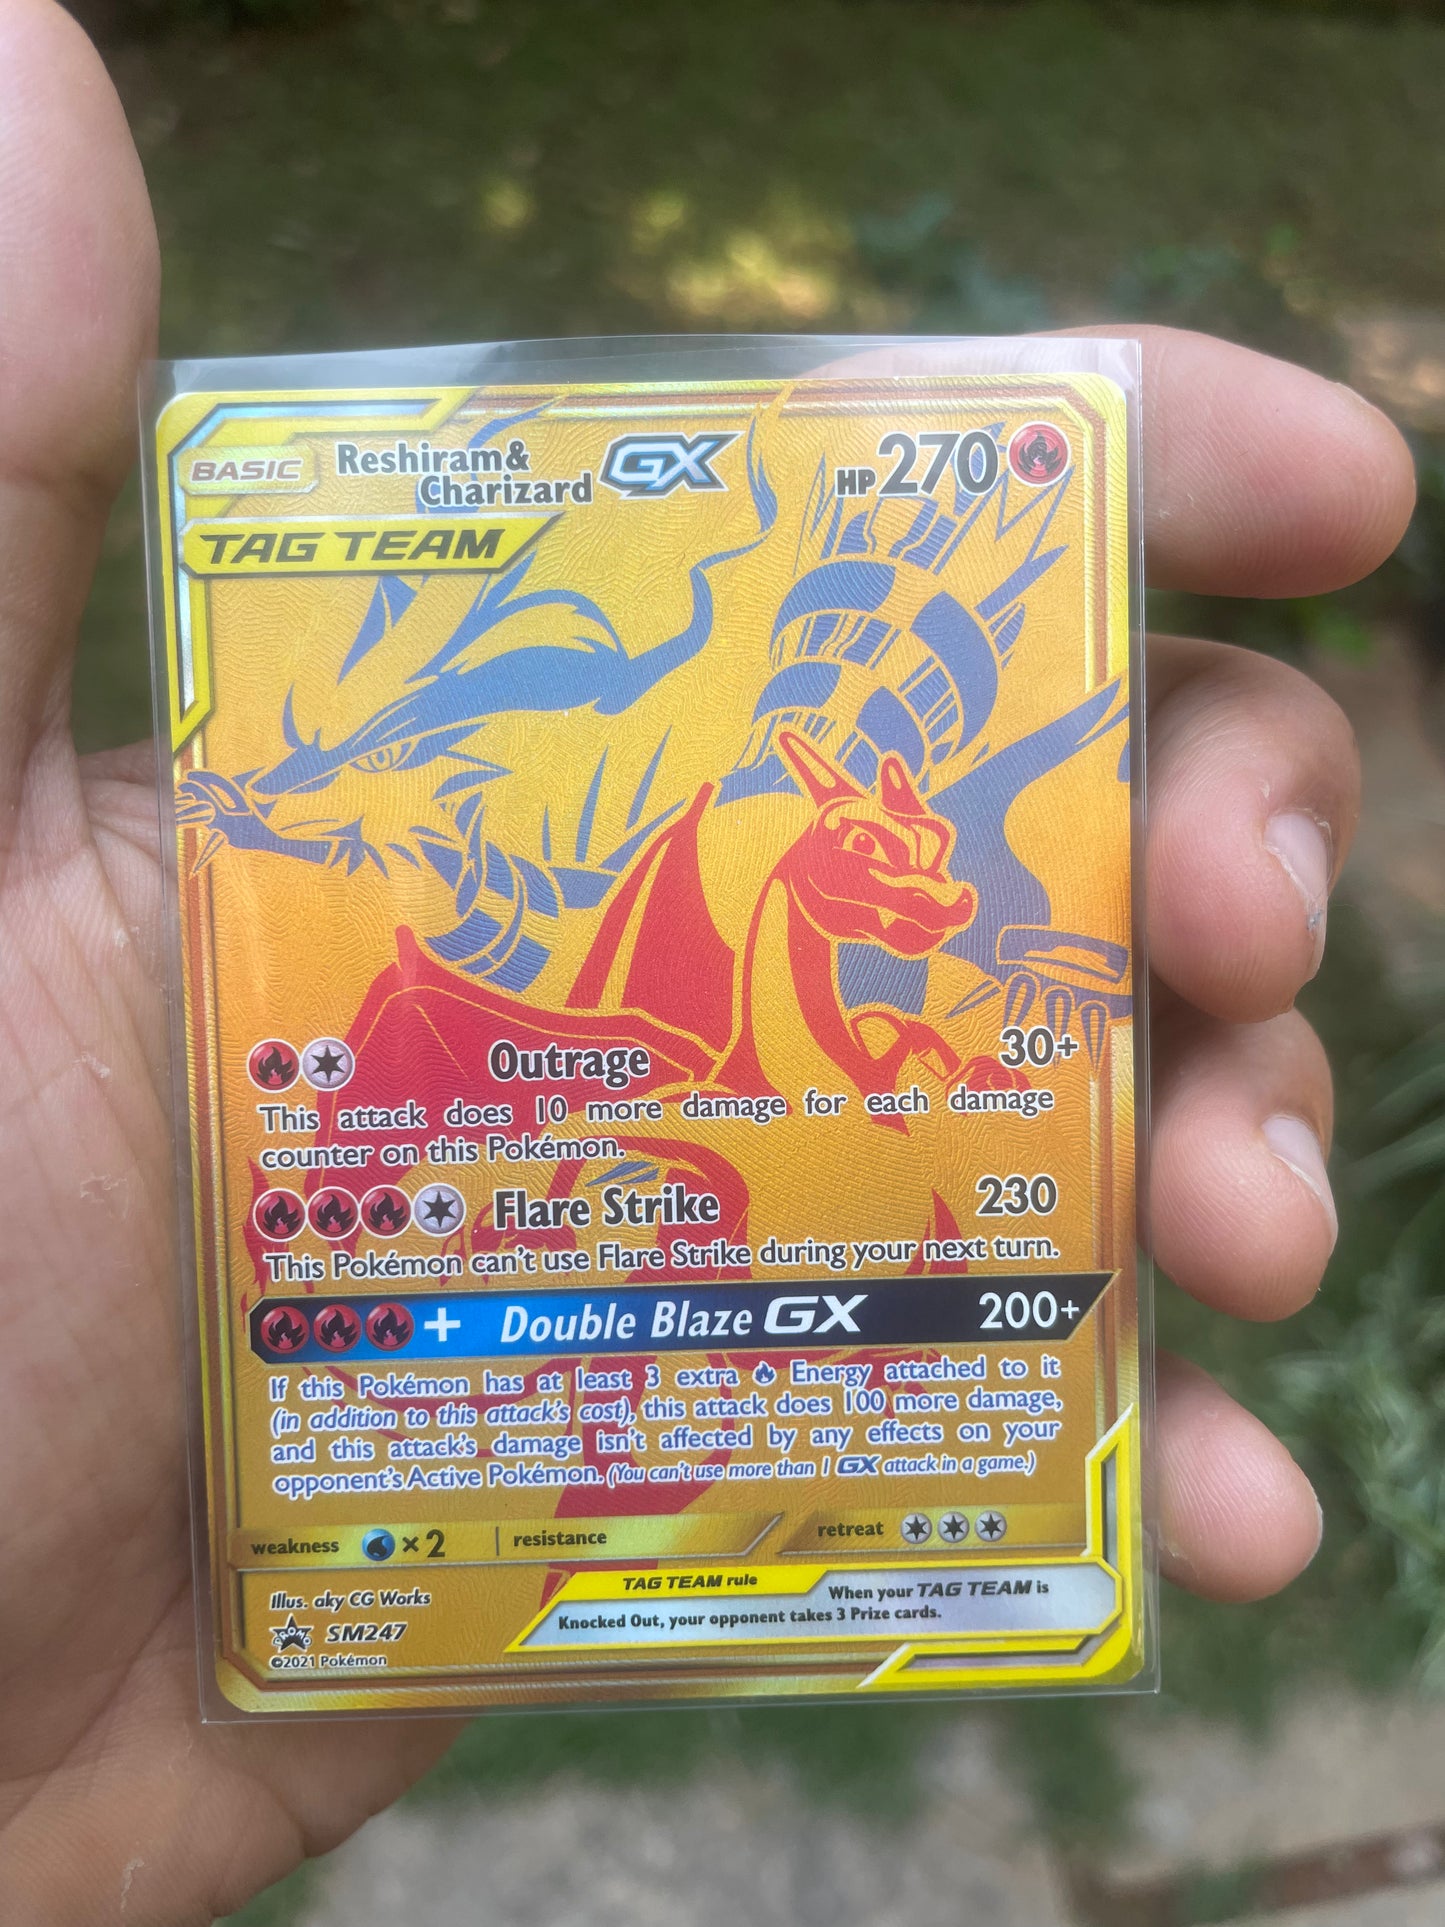 BASIC Reshiram& GX HP 270
Charizard
TAG TEAM
Outrage 30+
This attack does 10 more damage for each damage
counter on this Pokémon.
Flare Strike 230
This Pokémon can't use Flare Strike during your next turn.
+ Double Blaze GX 200+
If this Pokémon has at least 3 extra Energy attached to it
(in addition to this attack's cost), this attack does 100 more damage,
and this attack's damage isn't affected by any effects on your
opponent's Active Pokémon. (You can't use more than 1 GX attack in a game.)
weakness ×2 resistance retreat
Illus. aky CG Works
PROMO SM247
©2021 Pokémon
TAG TEAM rule
When your TAG TEAM is
Knocked Out, your opponent takes 3 Prize cards.